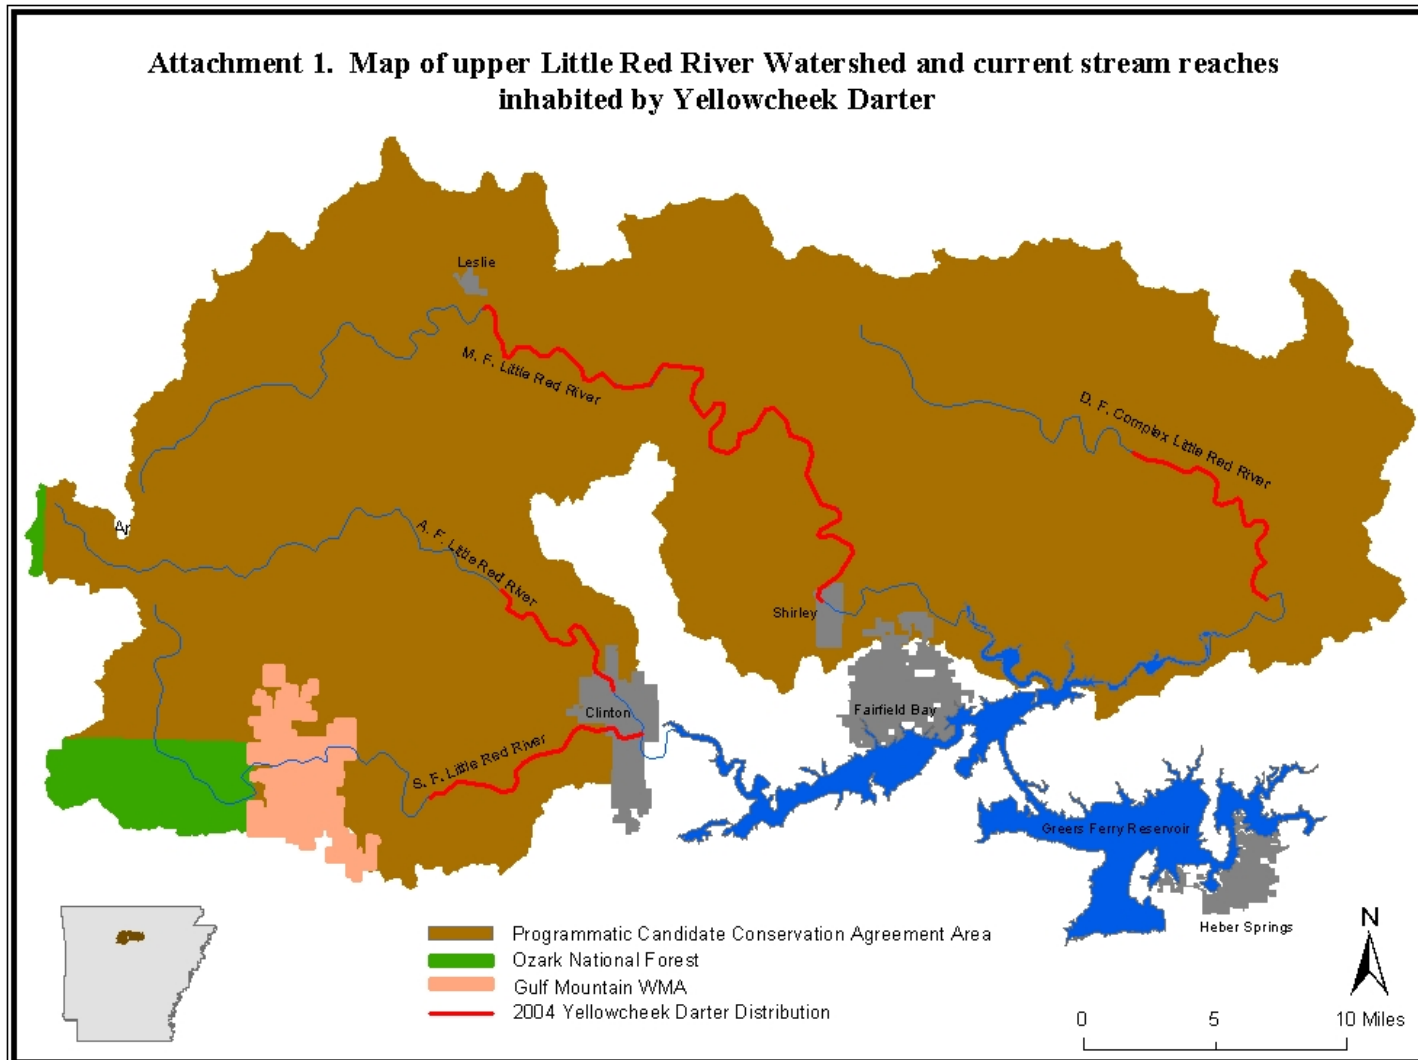 Attachment 1. Map of upper Little Red River Watershed and current stream reaches
inhabited by Yellowcheek Darter
Leslie
M. F. Little Red River
D. F. Complex Little Red River
Ar
A. F. Little Red River
Shirley
Clinton
Fairfield Bay
S. F. Little Red River
Greers Ferry Reservoir
Heber Springs
N
Programmatic Candidate Conservation Agreement Area
Ozark National Forest
Gulf Mountain WMA
2004 Yellowcheek Darter Distribution
0 5 10 Miles